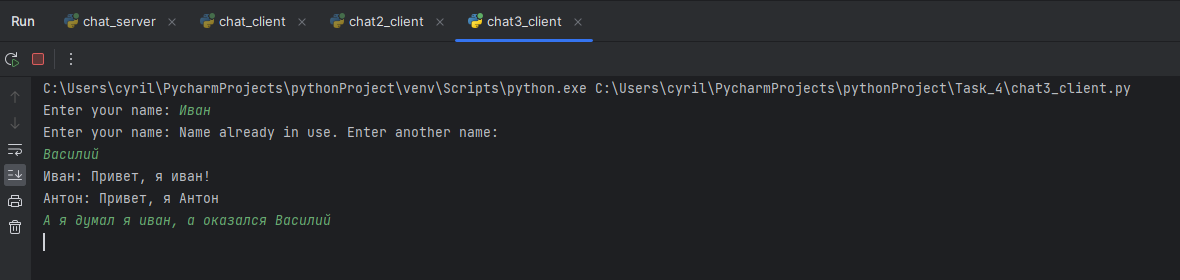 Run chat_server chat_client chat2_client chat3_client
C:\Users\cyril\PycharmProjects\pythonProject\venv\Scripts\python.exe C:\Users\cyril\PycharmProjects\pythonProject\Task_4\chat3_client.py
Enter your name: Иван
Enter your name: Name already in use. Enter another name:
Василий
Иван: Привет, я иван!
Антон: Привет, я Антон
А я думал я иван, а оказался Василий